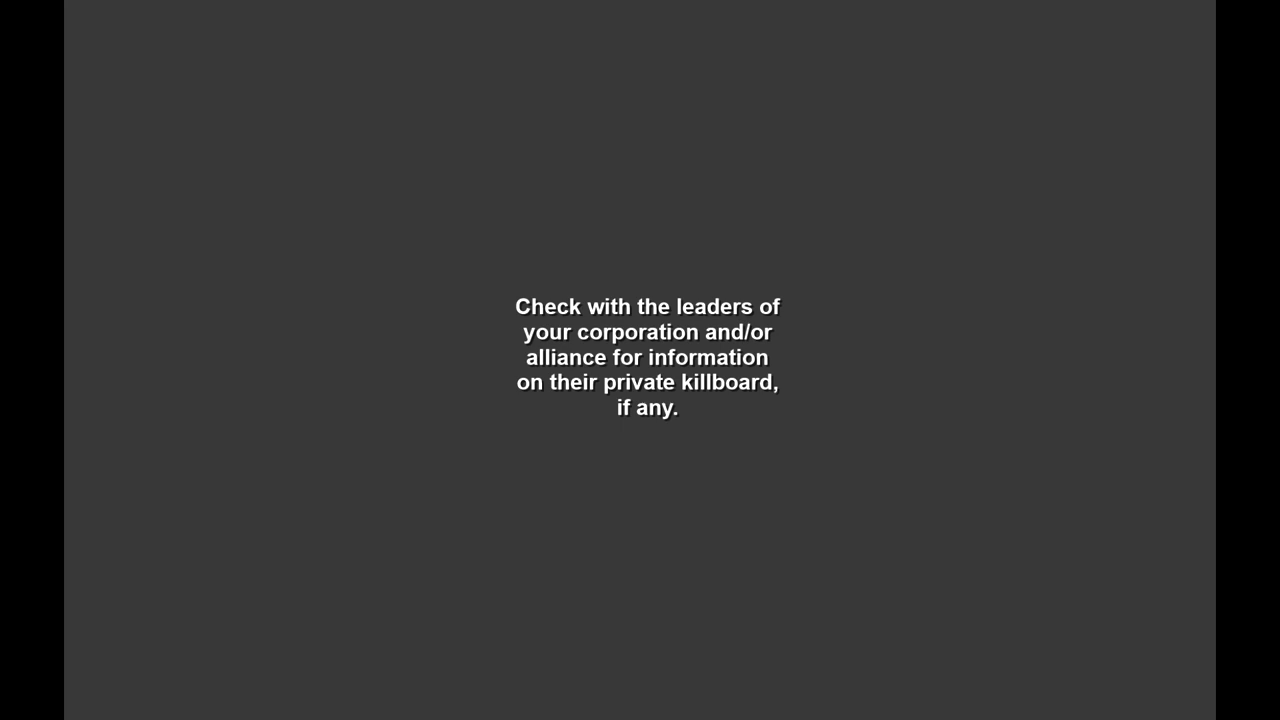 Check with the leaders of
your corporation and/or
alliance for information
on their private killboard,
if any.